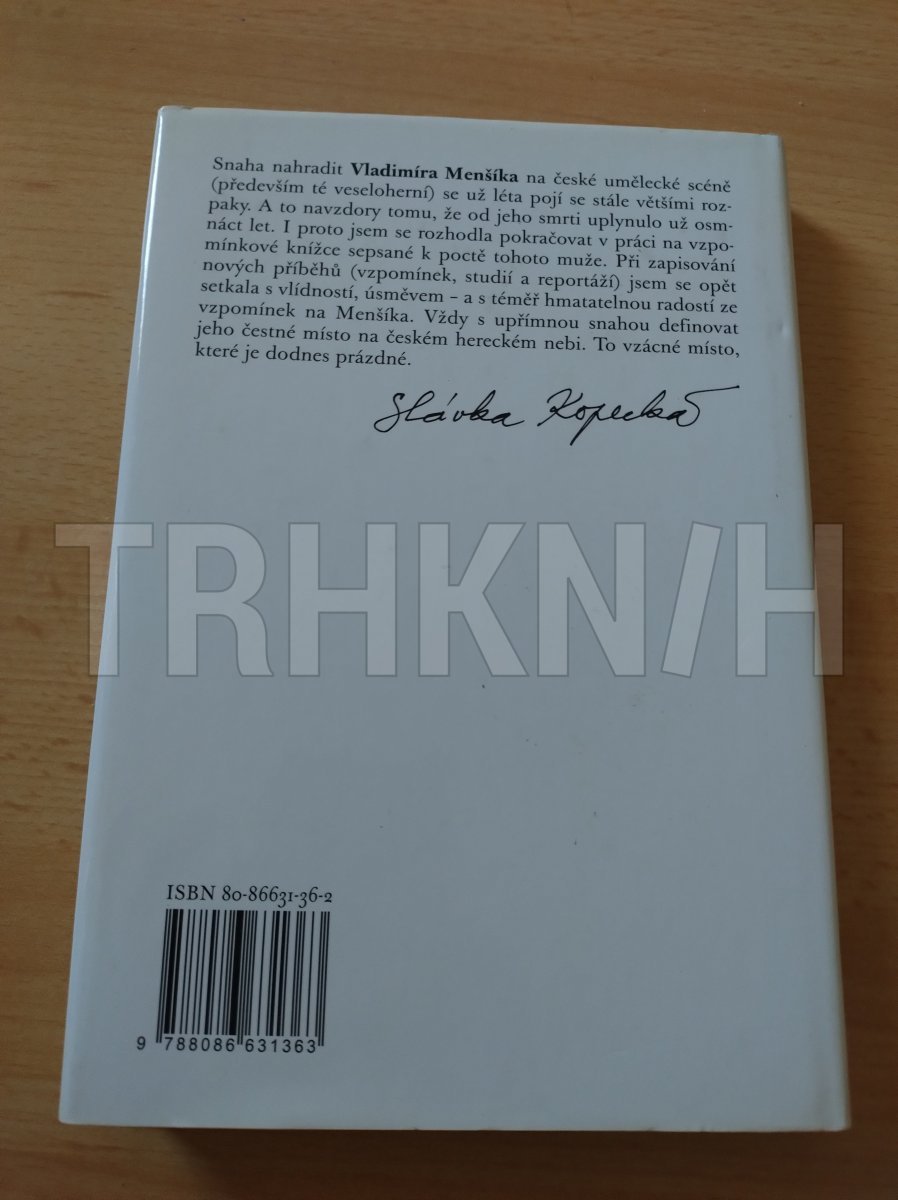 Snaha nahradit Vladimíra Menšíka na české umělecké scéně
(především té veseloherní) se už léta pojí se stále většími roz-
paky. A to navzdory tomu, že od jeho smrti uplynulo už osm-
náct let. I proto jsem se rozhodla pokračovat v práci na vzpo-
mínkové knížce sepsané k poctě tohoto muže. Při zapisování
nových příběhů (vzpomínek, studií a reportáží) jsem se opět
setkala s vlídností, úsměvem – a s téměř hmatatelnou radostí ze
vzpomínek na Menšíka. Vždy s upřímnou snahou definovat
jeho čestné místo na českém hereckém nebi. To vzácné místo,
které je dodnes prázdné.
Slávka Kopecká
TRHKNIH
ISBN 80-86631-36-2
9 788086 631363